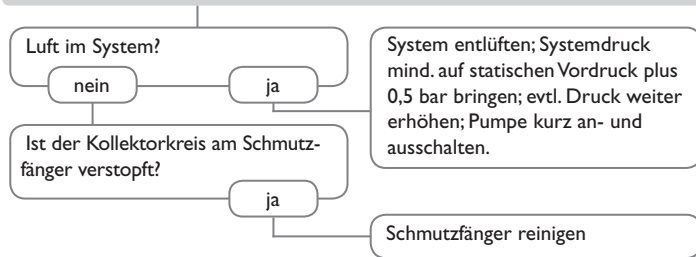 Luft im System?
nein
ja
System entlüften; Systemdruck
mind. auf statischen Vordruck plus
0,5 bar bringen; evtl. Druck weiter
erhöhen; Pumpe kurz an- und
ausschalten.
Ist der Kollektorkreis am Schmutz-
fänger verstopft?
ja
Schmutzfänger reinigen